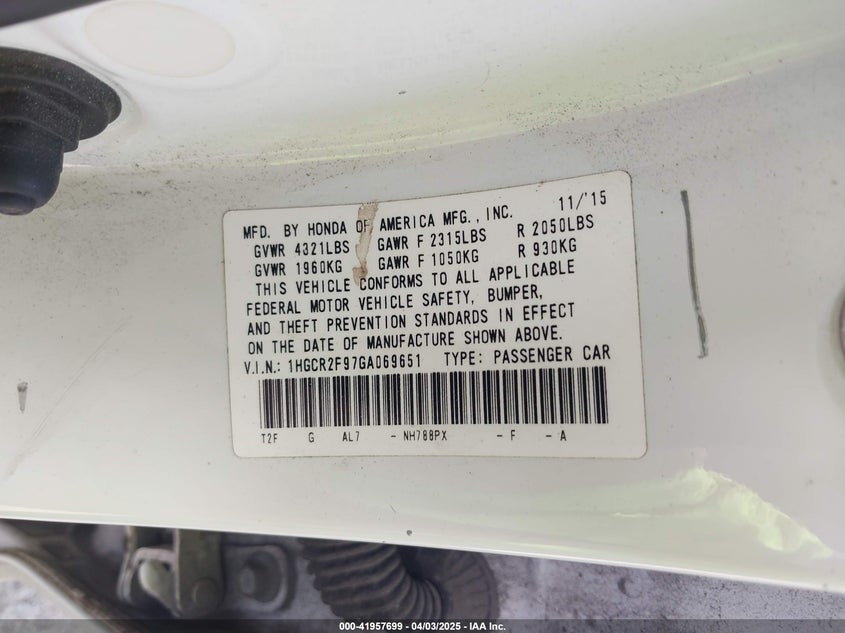 MFD. BY HONDA OF AMERICA MFG., INC. 11/'15
GVWR 4321LBS GAWR F 2315LBS R 2050LBS
GVWR 1960KG GAWR F 1050KG R 930KG
THIS VEHICLE CONFORMS TO ALL APPLICABLE
FEDERAL MOTOR VEHICLE SAFETY, BUMPER,
AND THEFT PREVENTION STANDARDS IN EFFECT
ON THE DATE OF MANUFACTURE SHOWN ABOVE.
V.I.N.: 1HGCR2F97GA069651 TYPE: PASSENGER CAR
T2F G AL7 - NH788PX - F - A
000-41957699 - 04/03/2025 - IAA Inc.